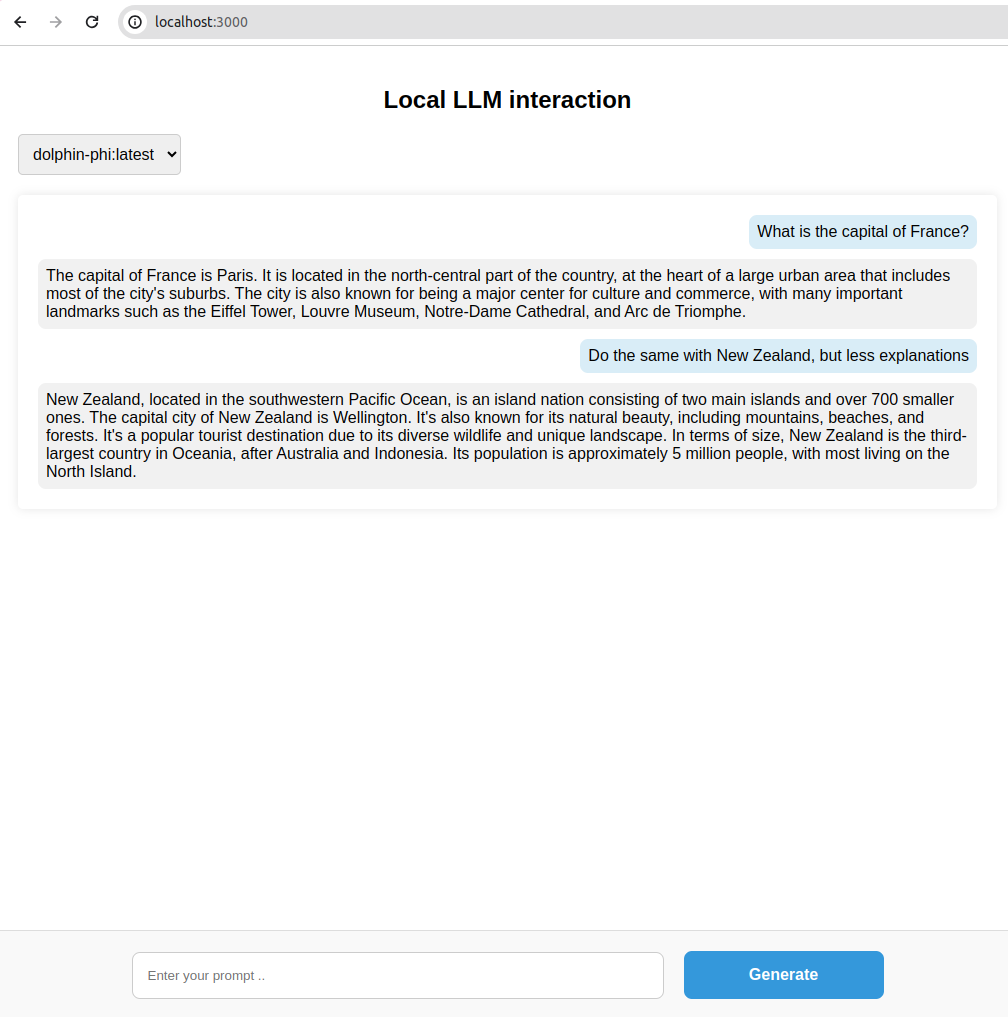 localhost:3000
Local LLM interaction
dolphin-phi:latest
What is the capital of France?
The capital of France is Paris. It is located in the north-central part of the country, at the heart of a large urban area that includes
most of the city's suburbs. The city is also known for being a major center for culture and commerce, with many important
landmarks such as the Eiffel Tower, Louvre Museum, Notre-Dame Cathedral, and Arc de Triomphe.
Do the same with New Zealand, but less explanations
New Zealand, located in the southwestern Pacific Ocean, is an island nation consisting of two main islands and over 700 smaller
ones. The capital city of New Zealand is Wellington. It's also known for its natural beauty, including mountains, beaches, and
forests. It's a popular tourist destination due to its diverse wildlife and unique landscape. In terms of size, New Zealand is the third-
largest country in Oceania, after Australia and Indonesia. Its population is approximately 5 million people, with most living on the
North Island.
Enter your prompt ..
Generate